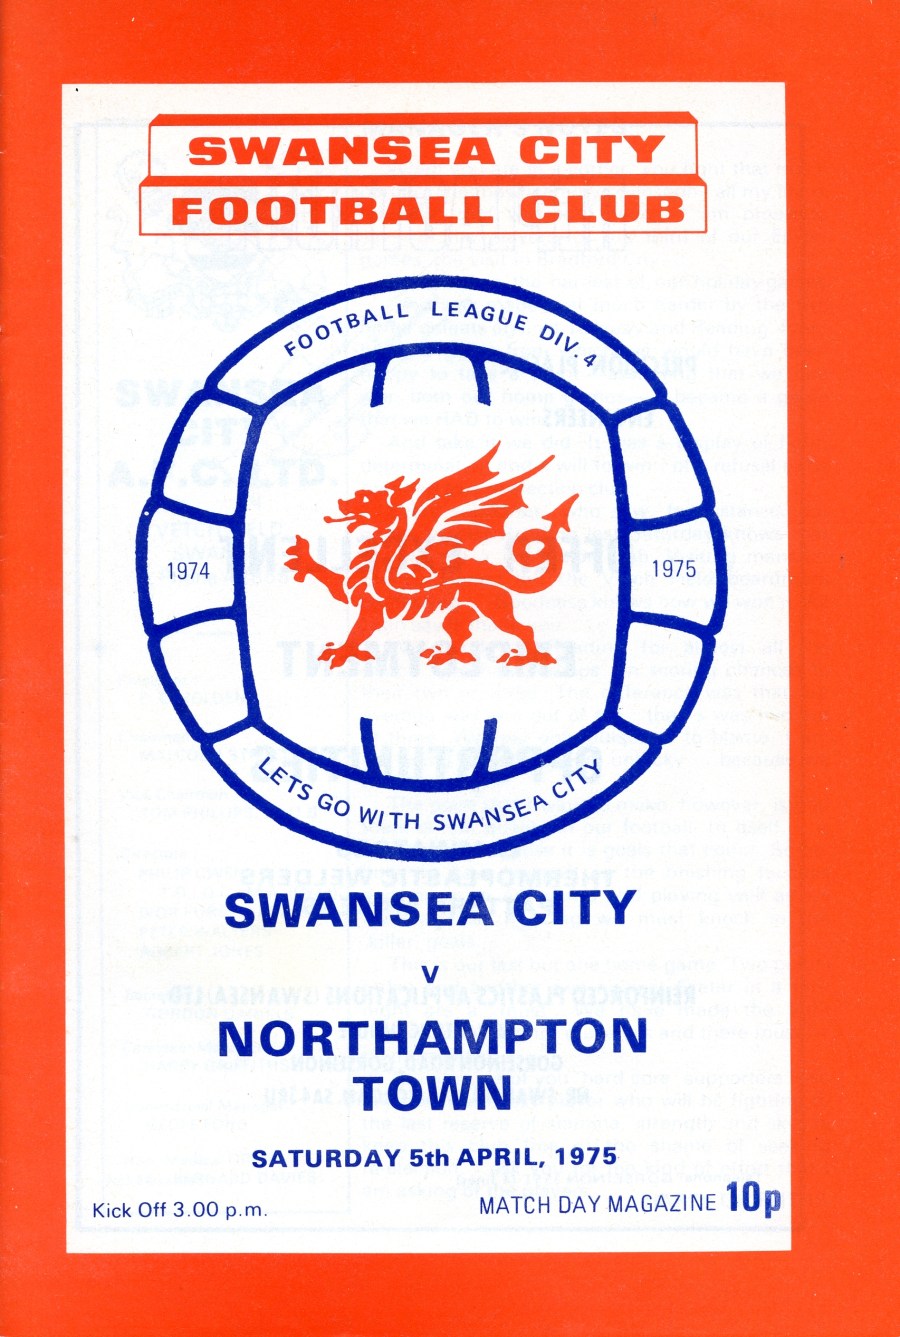 SWANSEA CITY
FOOTBALL CLUB
FOOTBALL LEAGUE DIV. 4
1974
1975
LETS GO WITH SWANSEA CITY
SWANSEA CITY
v
NORTHAMPTON
TOWN
SATURDAY 5th APRIL, 1975
Kick Off 3.00 p.m.
MATCH DAY MAGAZINE 10p